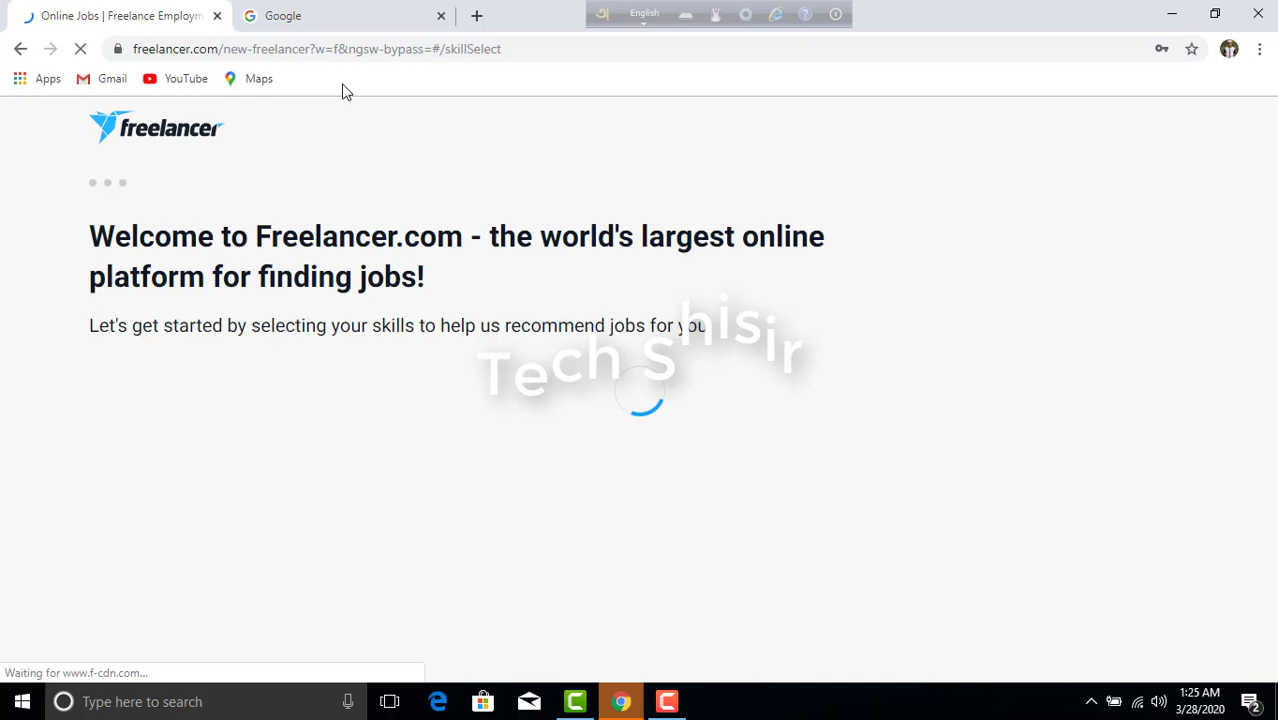 Online Jobs | Freelance Employm
Google
English
freelancer.com/new-freelancer?w=f&ngsw-bypass=#/skillSelect
Apps
Gmail
YouTube
Maps
freelancer
Welcome to Freelancer.com - the world's largest online
platform for finding jobs!
Let's get started by selecting your skills to help us recommend jobs for you
Tech Shisir
Waiting for www.f-cdn.com...
Type here to search
1:25 AM
3/28/2020
2